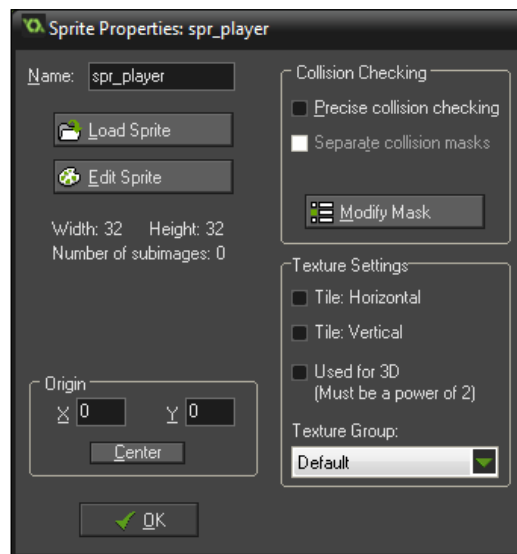 Sprite Properties: spr_player
Name: spr_player
Load Sprite
Edit Sprite
Width: 32 Height: 32
Number of subimages: 0
Origin
X 0 Y 0
Center
OK
Collision Checking
Precise collision checking
Separate collision masks
Modify Mask
Texture Settings
Tile: Horizontal
Tile: Vertical
Used for 3D
(Must be a power of 2)
Texture Group:
Default